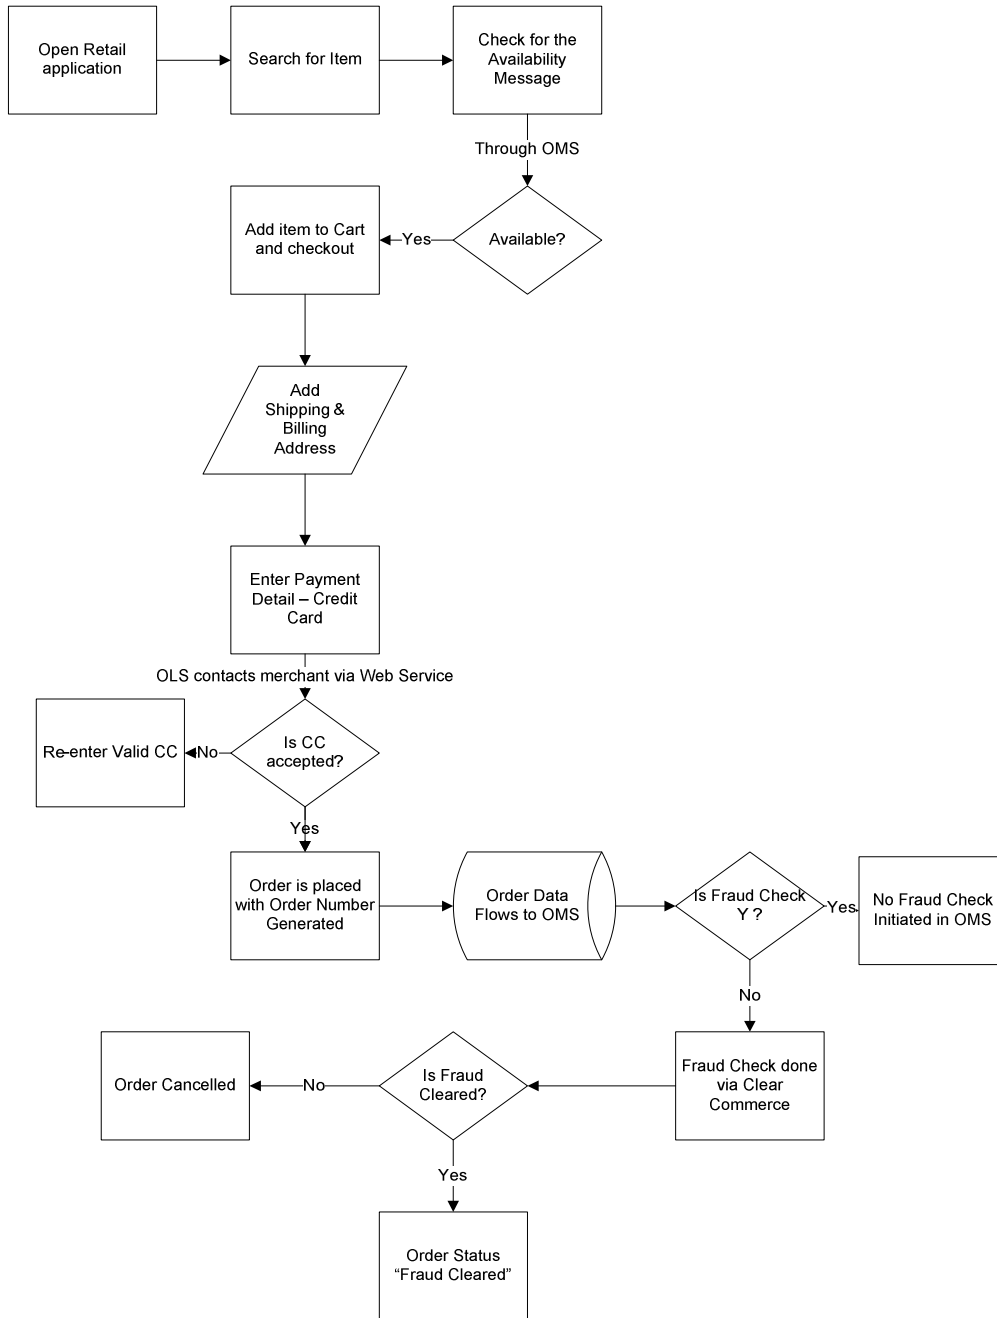 Open Retail
application
Search for Item
Check for the
Availability
Message
Through OMS
Available?
Yes
Add item to Cart
and checkout
Add
Shipping &
Billing
Address
Enter Payment
Detail – Credit
Card
OLS contacts merchant via Web Service
Is CC
accepted?
No
Re-enter Valid CC
Yes
Order is placed
with Order Number
Generated
Order Data
Flows to OMS
Is Fraud Check
Y ?
Yes
No Fraud Check
Initiated in OMS
No
Fraud Check done
via Clear
Commerce
Is Fraud
Cleared?
No
Order Cancelled
Yes
Order Status
“Fraud Cleared”